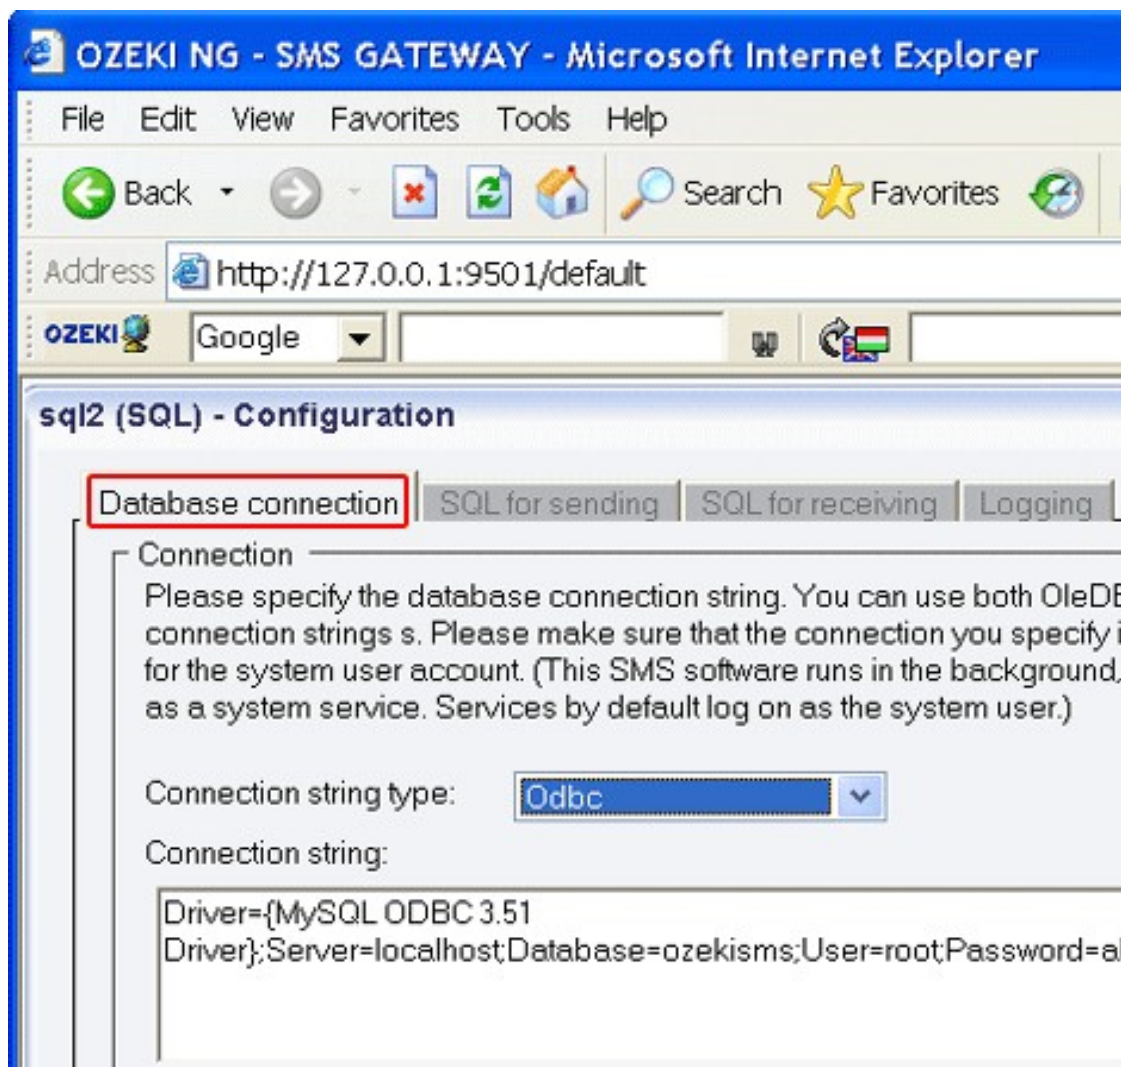 OZEKI NG - SMS GATEWAY - Microsoft Internet Explorer
File Edit View Favorites Tools Help
Back Search Favorites
Address http://127.0.0.1:9501/default
OZEKI Google
sql2 (SQL) - Configuration
Database connection SQL for sending SQL for receiving Logging
Connection
Please specify the database connection string. You can use both OleDB
connection strings s. Please make sure that the connection you specify i
for the system user account. (This SMS software runs in the background,
as a system service. Services by default log on as the system user.)
Connection string type: Odbc
Connection string:
Driver={MySQL ODBC 3.51
Driver};Server=localhost;Database=ozekisms;User=root;Password=a